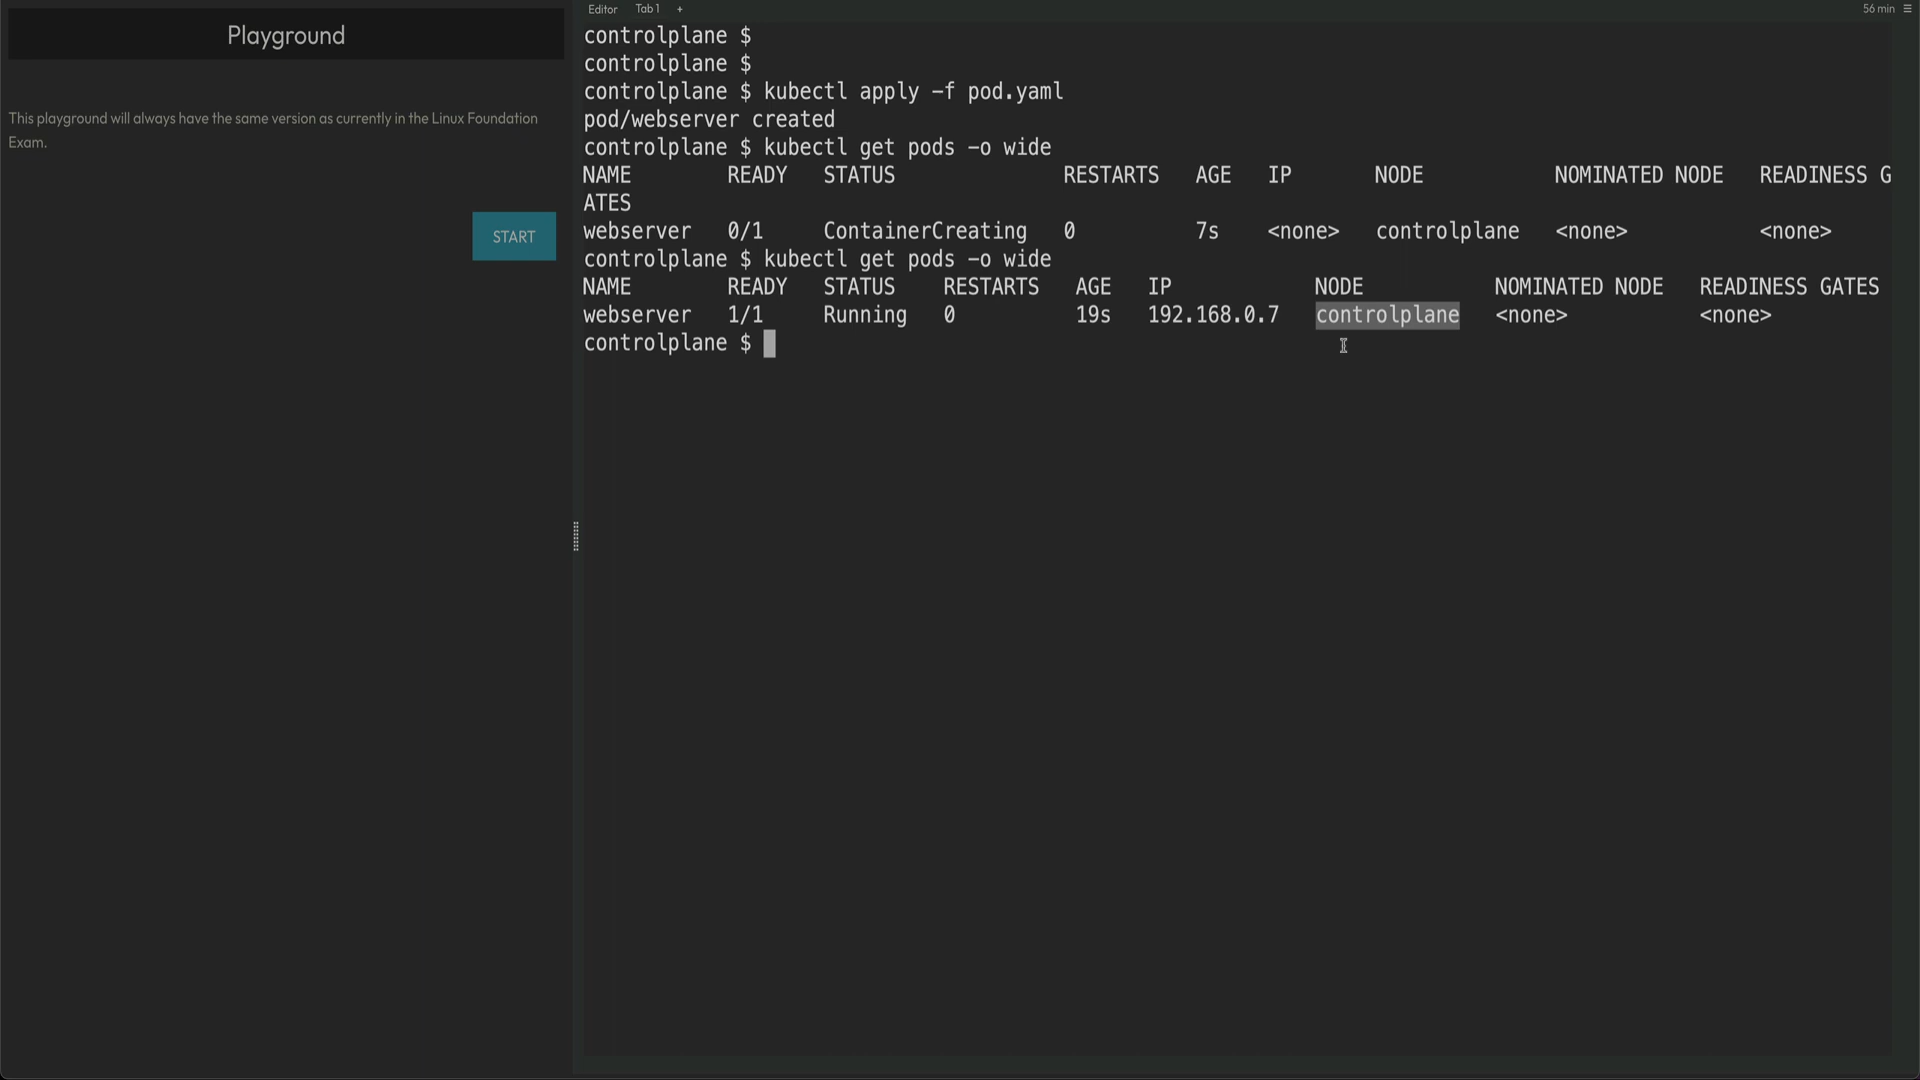 Playground
This playground will always have the same version as currently in the Linux Foundation
Exam.
START
Editor Tab 1 + 56 min
controlplane $
controlplane $
controlplane $ kubectl apply -f pod.yaml
pod/webserver created
controlplane $ kubectl get pods -o wide
NAME READY STATUS RESTARTS AGE IP NODE NOMINATED NODE READINESS G
ATES
webserver 0/1 ContainerCreating 0 7s <none> controlplane <none> <none>
controlplane $ kubectl get pods -o wide
NAME READY STATUS RESTARTS AGE IP NODE NOMINATED NODE READINESS GATES
webserver 1/1 Running 0 19s 192.168.0.7 controlplane <none> <none>
controlplane $